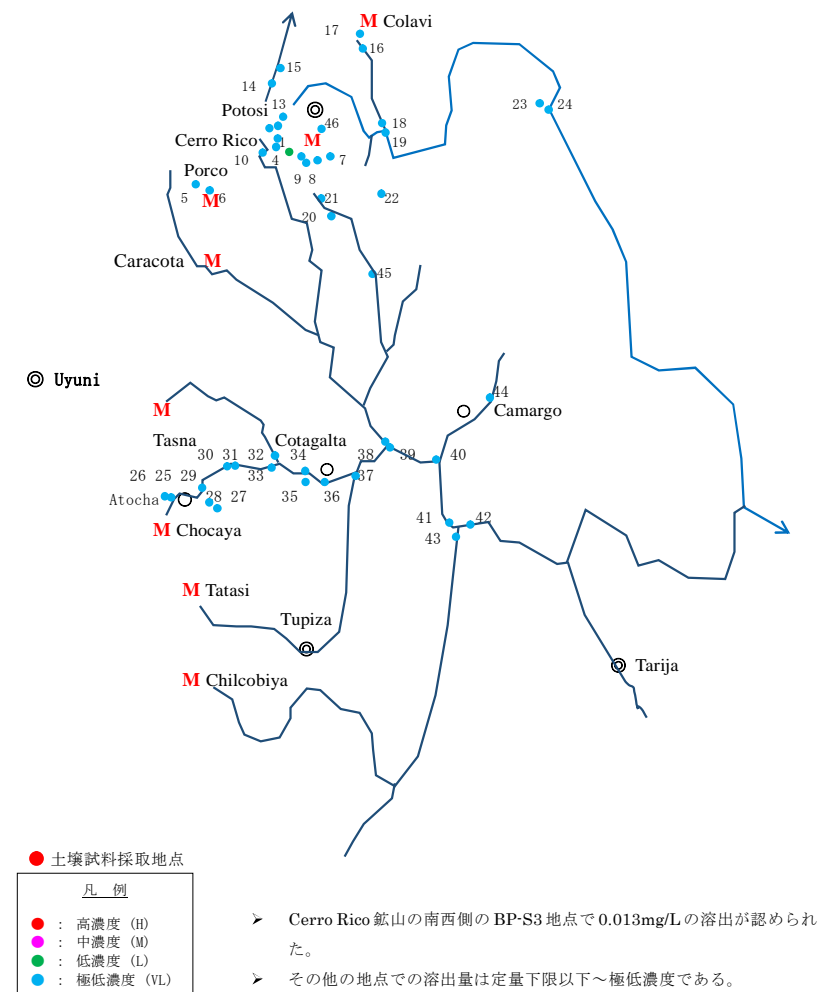 17 M Colavi
16
15
14
Potosi 13
46
18
23 24
Cerro Rico 1 M
19
10 4 9 8 7
Porco
5 M 6
21
22
20
Caracota M
45
◎ Uyuni
M
44
Camargo
Tasna Cotagalta
30 31 32 34 38 39 40
26 25 29 33 37
Atocha 28 27 35 36
M Chocaya
41 42
43
M Tatasi
Tupiza
Tarija
M Chilcobiya
● 土壌試料採取地点
凡 例
● : 高濃度 (H)
● : 中濃度 (M)
● : 低濃度 (L)
● : 極低濃度 (VL)
➢ Cerro Rico 鉱山の南西側の BP-S3 地点で 0.013mg/L の溶出が認められ
た。
➢ その他の地点での溶出量は定量下限以下～極低濃度である。